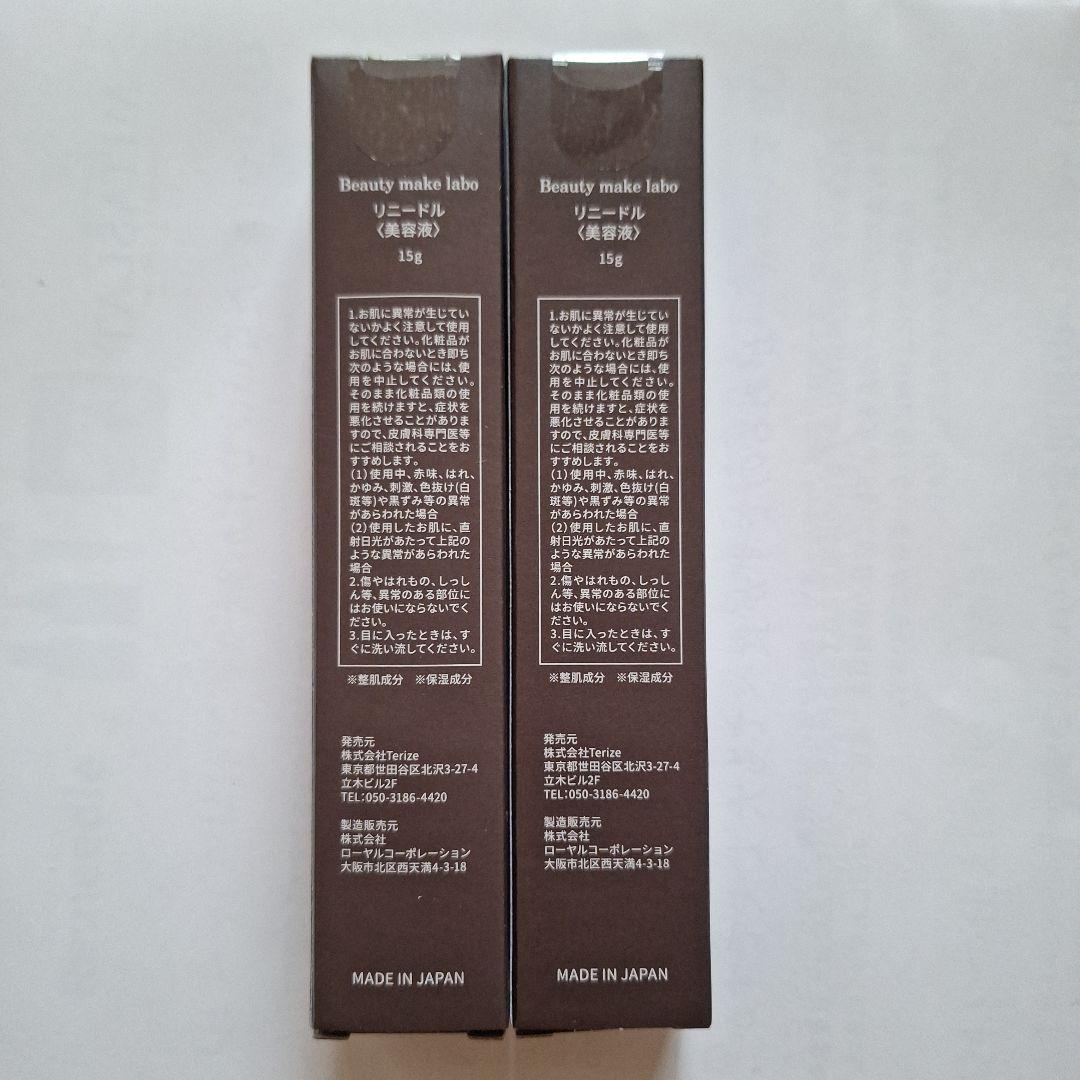 Beauty make labo
リニードル
〈美容液〉
15g
1.お肌に異常が生じてい
ないかよく注意して使用
してください。化粧品が
お肌に合わないとき即ち
次のような場合には、使
用を中止してください。
そのまま化粧品類の使
用を続けますと、症状を
悪化させることがありま
すので、皮膚科専門医等
にご相談されることをお
すすめします。
(1)使用中、赤味、はれ、
かゆみ、刺激、色抜け(白
斑等)や黒ずみ等の異常
があらわれた場合
(2)使用したお肌に、直
射日光があたって上記の
ような異常があらわれた
場合
2.傷やはれもの、しっし
ん等、異常のある部位に
はお使いにならないでく
ださい。
3.目に入ったときは、す
ぐに洗い流してください。
※整肌成分 ※保湿成分
発売元
株式会社Terize
東京都世田谷区北沢3-27-4
立木ビル2F
TEL:050-3186-4420
製造販売元
株式会社
ローヤルコーポレーション
大阪市北区西天満4-3-18
MADE IN JAPAN
Beauty make labo
リニードル
〈美容液〉
15g
1.お肌に異常が生じてい
ないかよく注意して使用
してください。化粧品が
お肌に合わないとき即ち
次のような場合には、使
用を中止してください。
そのまま化粧品類の使
用を続けますと、症状を
悪化させることがありま
すので、皮膚科専門医等
にご相談されることをお
すすめします。
(1)使用中、赤味、はれ、
かゆみ、刺激、色抜け(白
斑等)や黒ずみ等の異常
があらわれた場合
(2)使用したお肌に、直
射日光があたって上記の
ような異常があらわれた
場合
2.傷やはれもの、しっし
ん等、異常のある部位に
はお使いにならないでく
ださい。
3.目に入ったときは、す
ぐに洗い流してください。
※整肌成分 ※保湿成分
発売元
株式会社Terize
東京都世田谷区北沢3-27-4
立木ビル2F
TEL:050-3186-4420
製造販売元
株式会社
ローヤルコーポレーション
大阪市北区西天満4-3-18
MADE IN JAPAN